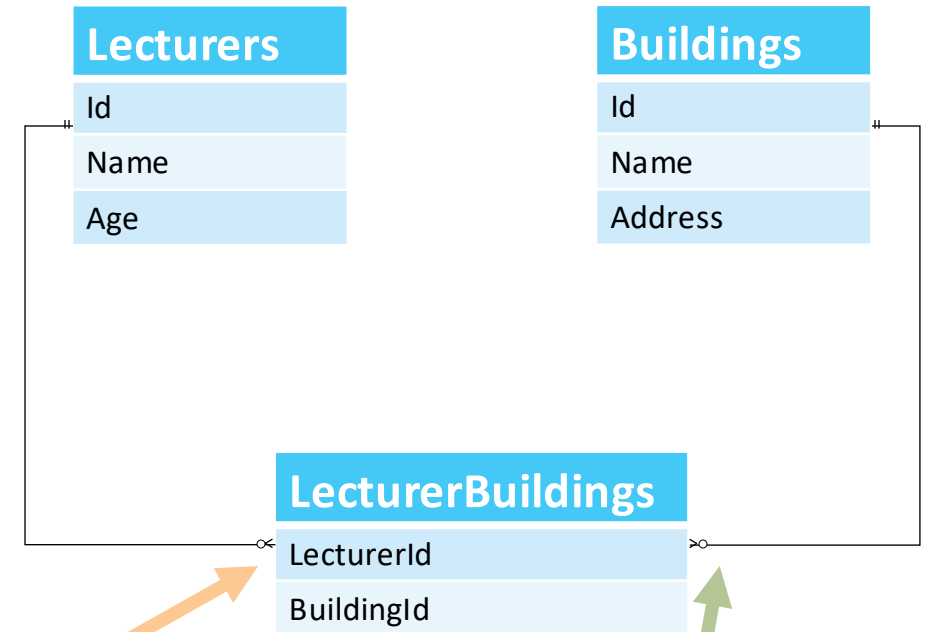 Lecturers
Id
Name
Age
Buildings
Id
Name
Address
LecturerBuildings
LecturerId
BuildingId